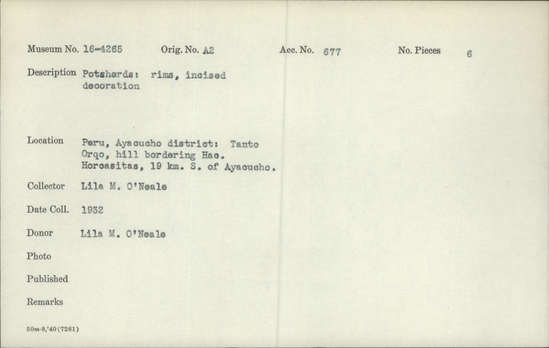 Museum No. 16-4265 Orig. No. A2 Acc. No. 677 No. Pieces 6
Description Potsherds: rims, incised
decoration
Location Peru, Ayacucho district: Tanto
Orqo, hill bordering Hac.
Horcasitas, 19 km. S. of Ayacucho.
Collector Lila M. O'Neale
Date Coll. 1932
Donor Lila M. O'Neale
Photo
Published
Remarks
50m-8,'40(7261)